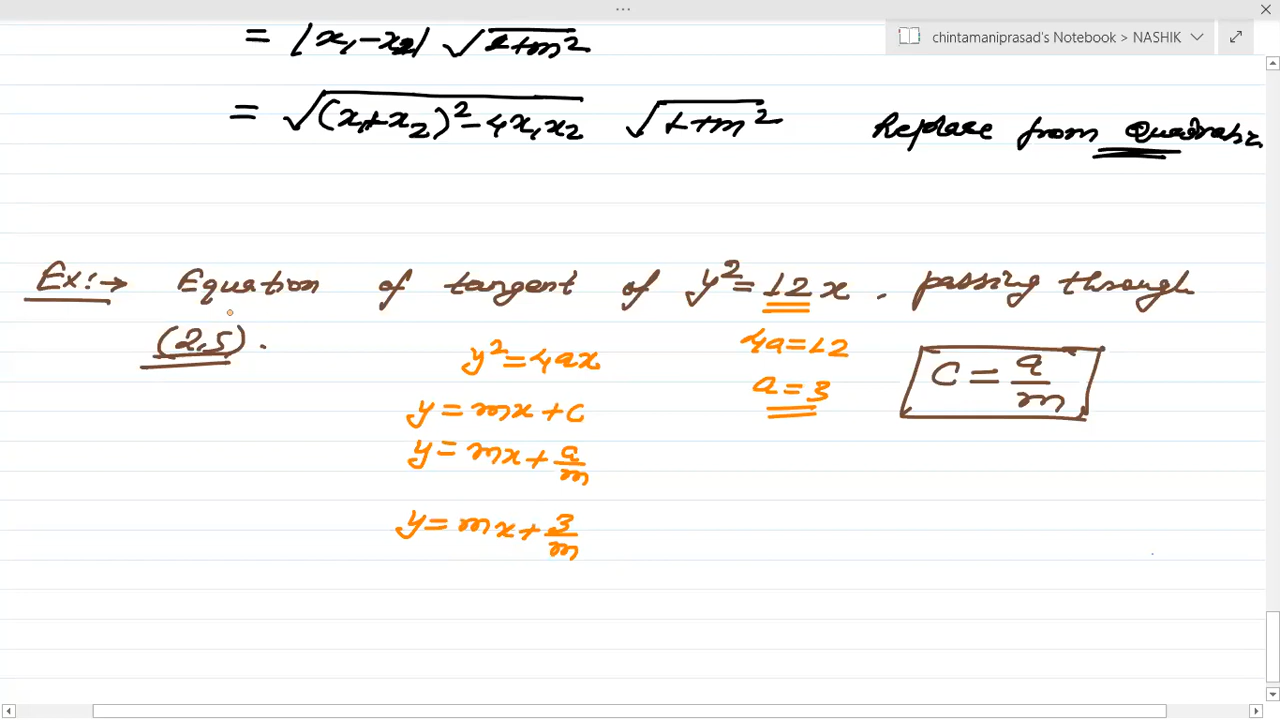 ...
chintamaniprasad's Notebook > NASHIK
= |x₁-x₂| √1+m²
= √(x₁+x₂)²-4x₁x₂ √1+m² Replace from Quadratic
Ex:→ Equation of tangent of y²=12x. passing through
(2,5).
y²=4ax
4a=12
a=3
C = a/m
y = mx + c
y = mx + a/m
y = mx + 3/m